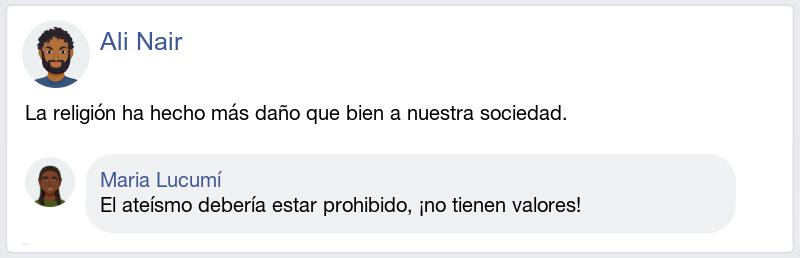 Ali Nair
La religión ha hecho más daño que bien a nuestra sociedad.
Maria Lucumí
El ateísmo debería estar prohibido, ¡no tienen valores!